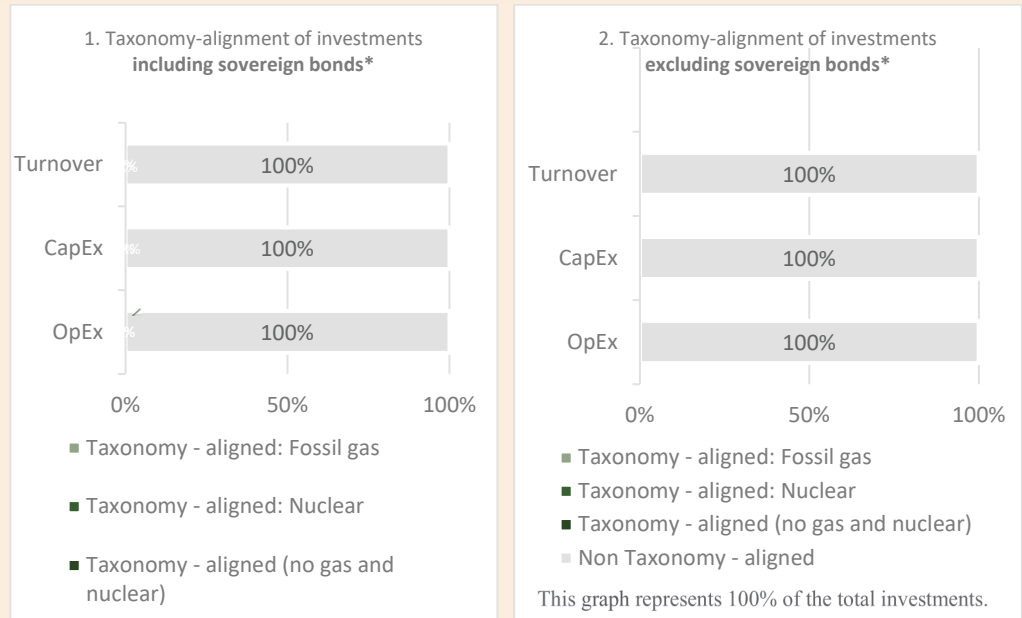 1. Taxonomy-alignment of investments
including sovereign bonds*
Turnover
100%
CapEx
100%
OpEx
100%
0% 50% 100%
■ Taxonomy - aligned: Fossil gas
■ Taxonomy - aligned: Nuclear
■ Taxonomy - aligned (no gas and
nuclear)
2. Taxonomy-alignment of investments
excluding sovereign bonds*
Turnover
100%
CapEx
100%
OpEx
100%
0% 50% 100%
■ Taxonomy - aligned: Fossil gas
■ Taxonomy - aligned: Nuclear
■ Taxonomy - aligned (no gas and nuclear)
■ Non Taxonomy - aligned
This graph represents 100% of the total investments.